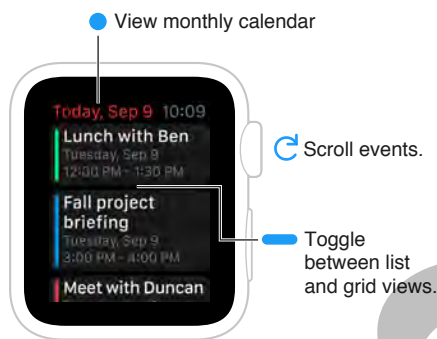 View monthly calendar
Today, Sep 9 10:09
Lunch with Ben
Tuesday, Sep 9
12:00 PM - 1:30 PM
Scroll events.
Fall project
briefing
Tuesday, Sep 9
3:00 PM - 4:00 PM
Toggle
between list
and grid views.
Meet with Duncan